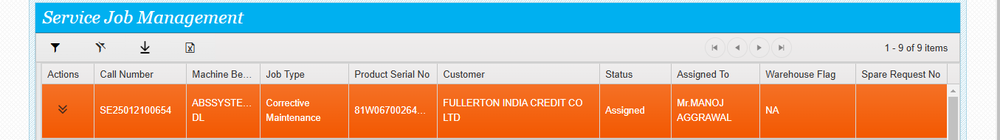 Service Job Management
1 - 9 of 9 items
Actions Call Number Machine Be... Job Type Product Serial No Customer Status Assigned To Warehouse Flag Spare Request No
SE25012100654 ABSSYSTE... DL Corrective Maintenance 81W06700264... FULLERTON INDIA CREDIT CO LTD Assigned Mr.MANOJ AGGRAWAL NA